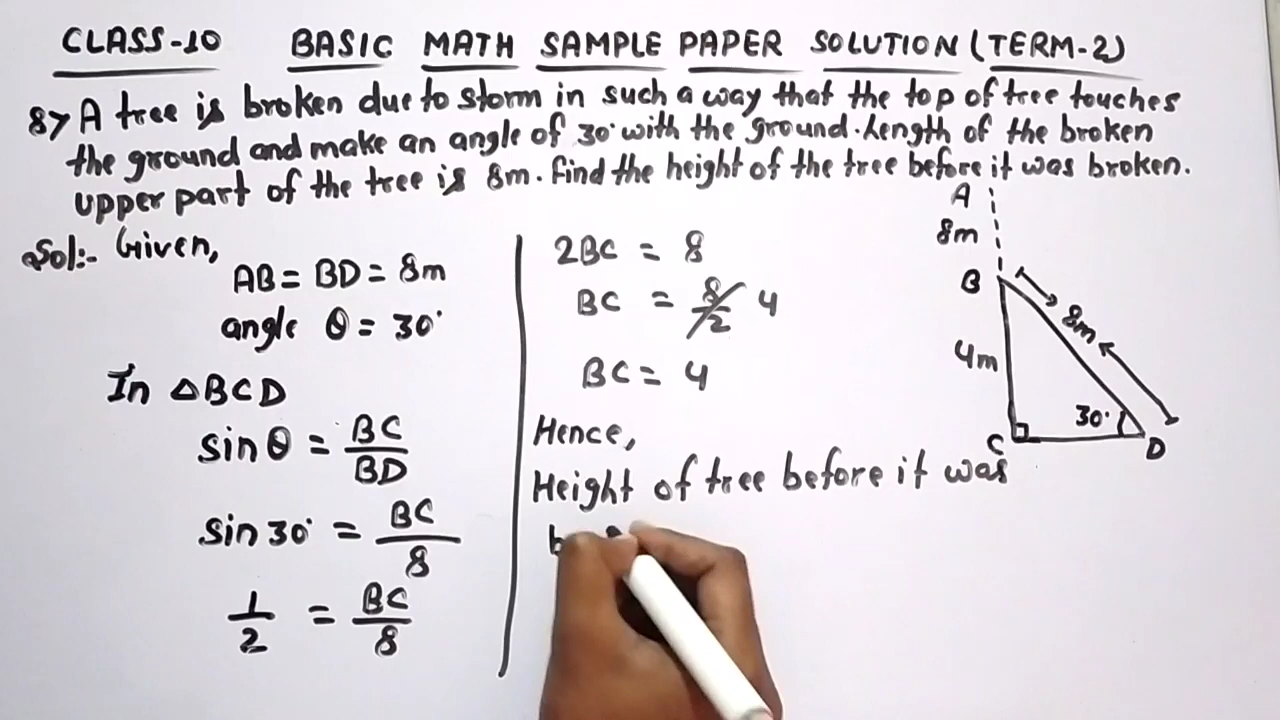 CLASS-10 BASIC MATH SAMPLE PAPER SOLUTION (TERM-2)
8> A tree is broken due to storm in such a way that the top of tree touches
the ground and make an angle of 30° with the ground. Length of the broken
upper part of the tree is 8m. Find the height of the tree before it was broken.
Sol:- Given,
AB = BD = 8m
angle θ = 30°
In △BCD
sinθ = BC/BD
sin30° = BC/8
1/2 = BC/8
2BC = 8
BC = 8/2 4
BC = 4
Hence,
Height of tree before it was
A
8m
B
8m
4m
30°
C
D